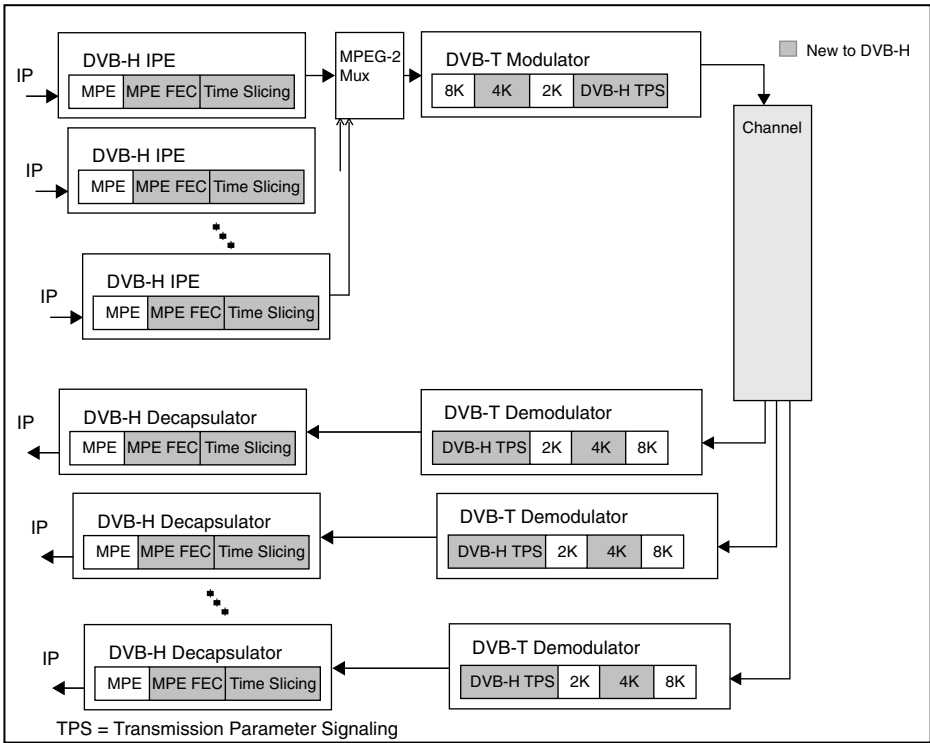 DVB-H IPE
IP
MPE MPE FEC Time Slicing
MPEG-2
Mux
DVB-T Modulator
8K 4K 2K DVB-H TPS
New to DVB-H
Channel
DVB-H IPE
IP
MPE MPE FEC Time Slicing
DVB-H IPE
IP
MPE MPE FEC Time Slicing
IP
DVB-H Decapsulator
MPE MPE FEC Time Slicing
DVB-T Demodulator
DVB-H TPS 2K 4K 8K
IP
DVB-H Decapsulator
MPE MPE FEC Time Slicing
DVB-T Demodulator
DVB-H TPS 2K 4K 8K
IP
DVB-H Decapsulator
MPE MPE FEC Time Slicing
DVB-T Demodulator
DVB-H TPS 2K 4K 8K
TPS = Transmission Parameter Signaling